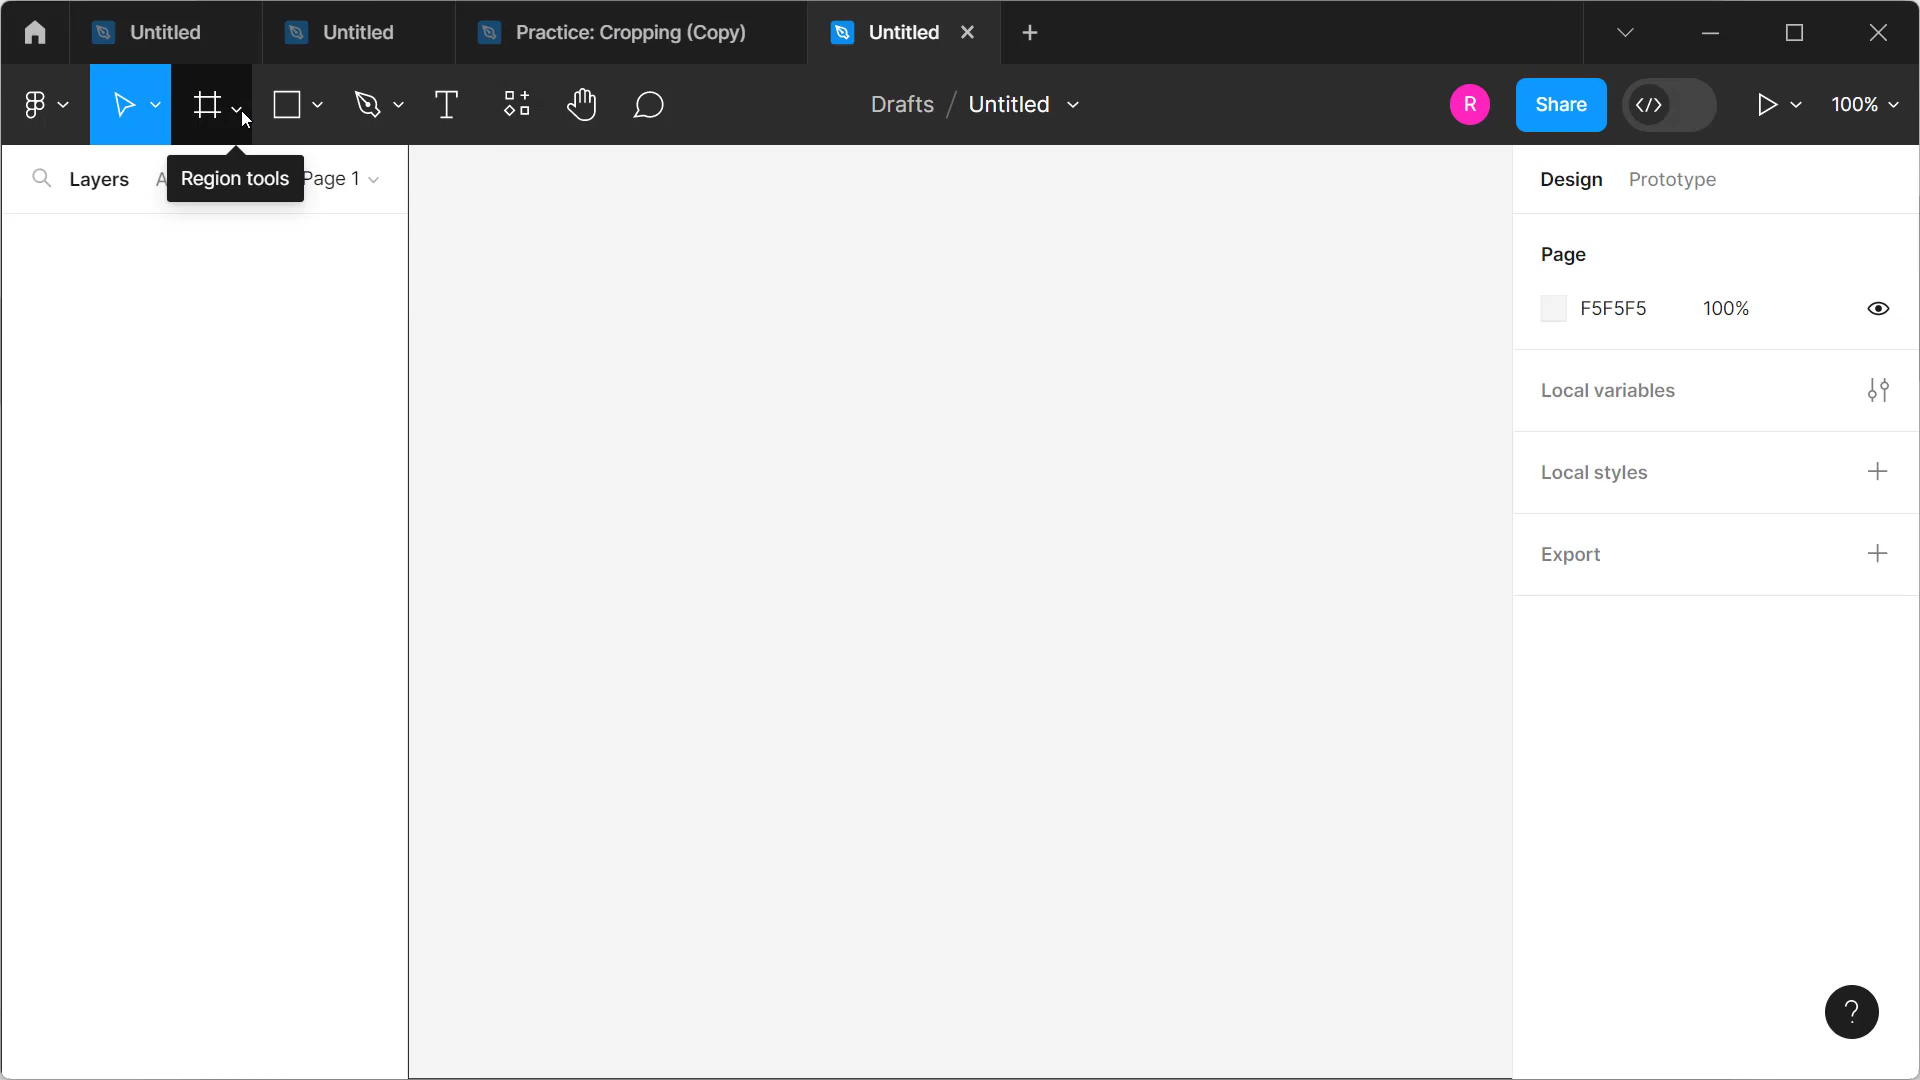 Untitled Untitled Practice: Cropping (Copy) Untitled
Drafts / Untitled R Share 100%
Layers Region tools Page 1 Design Prototype
Page
F5F5F5 100%
Local variables
Local styles
Export
?